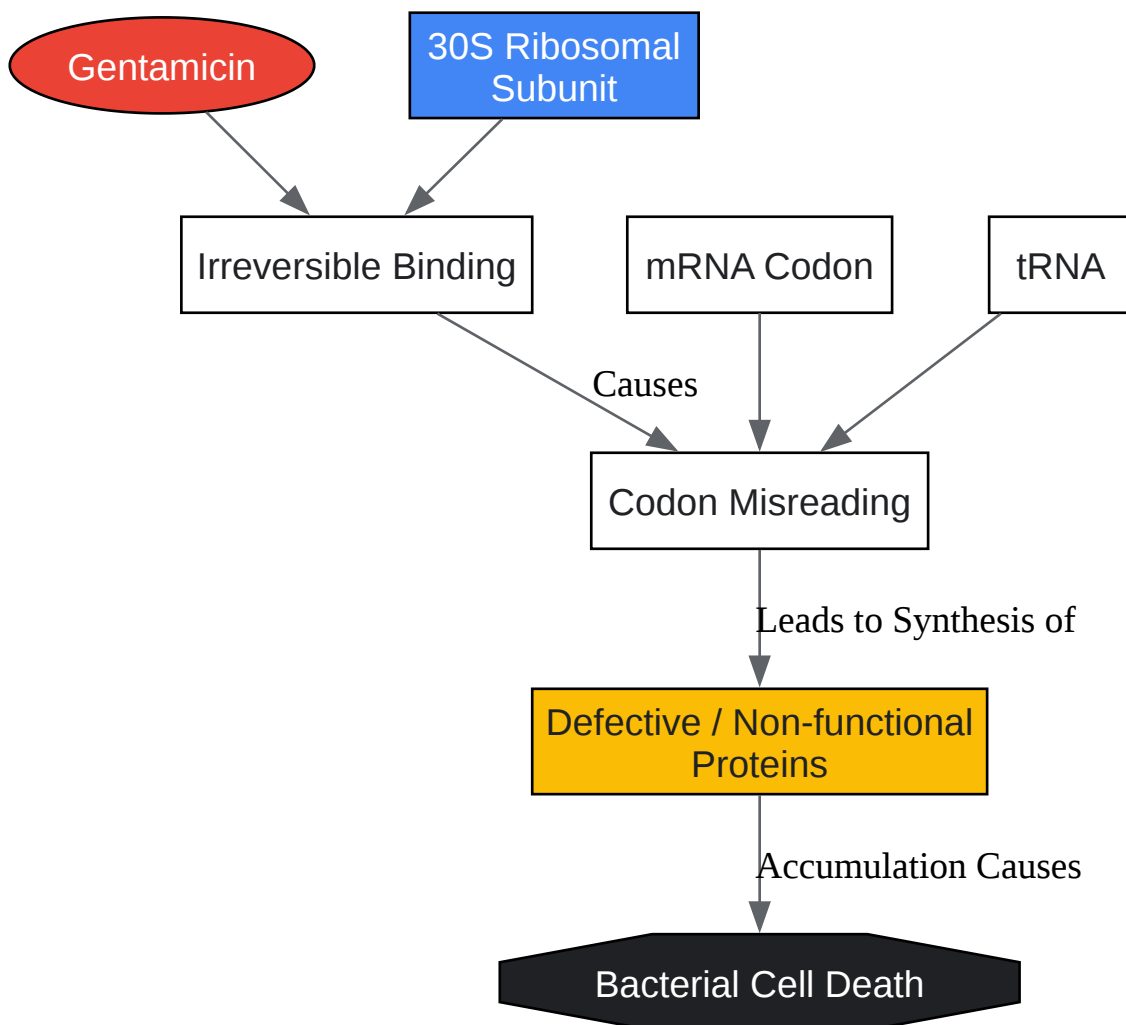 Gentamicin
30S Ribosomal
Subunit
Irreversible Binding
mRNA Codon
tRNA
Causes
Codon Misreading
Leads to Synthesis of
Defective / Non-functional
Proteins
Accumulation Causes
Bacterial Cell Death